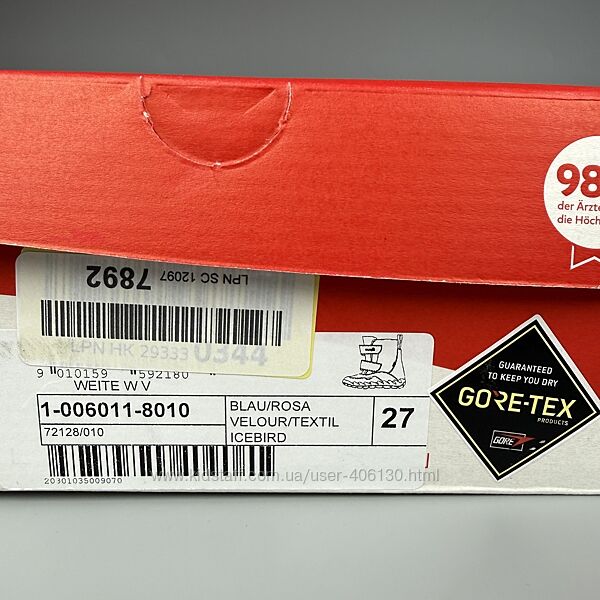 98
der Ärzte
die Höch
LPN SC 12097
7892
LPN HK 29333 0344
9 010159 592180
WEITE W V
1-006011-8010
72128/010
BLAU/ROSA
VELOUR/TEXTIL
ICEBIRD
27
20301035009070
GUARANTEED
TO KEEP YOU DRY
GORE-TEX
PRODUCTS
GORE
www.kidstaff.com.ua/user-406130.html